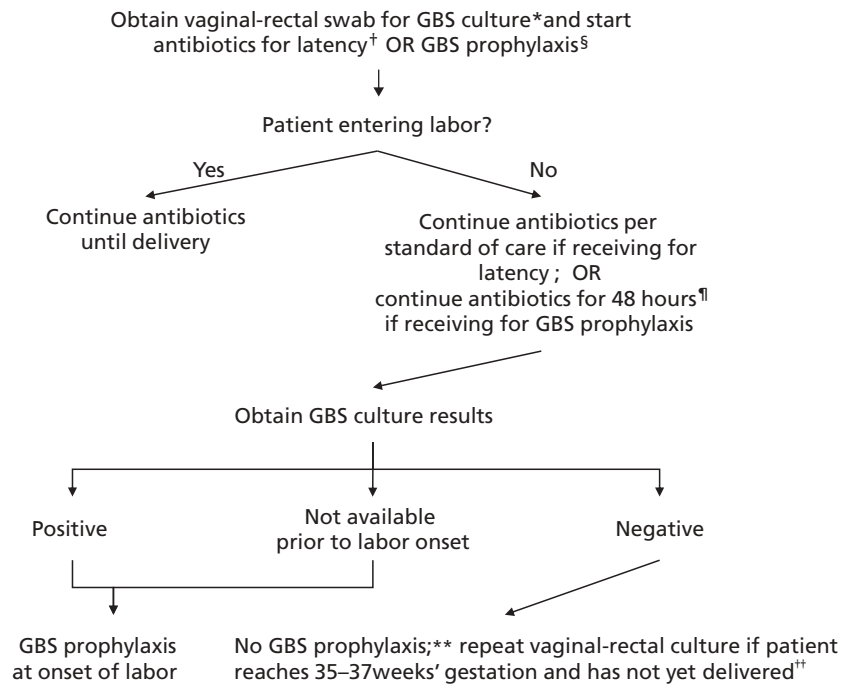 Obtain vaginal-rectal swab for GBS culture*and start
antibiotics for latency† OR GBS prophylaxis§
Patient entering labor?
Yes
No
Continue antibiotics
until delivery
Continue antibiotics per
standard of care if receiving for
latency ; OR
continue antibiotics for 48 hours¶
if receiving for GBS prophylaxis
Obtain GBS culture results
Positive
Not available
prior to labor onset
Negative
GBS prophylaxis
at onset of labor
No GBS prophylaxis;** repeat vaginal-rectal culture if patient
reaches 35–37weeks’ gestation and has not yet delivered††